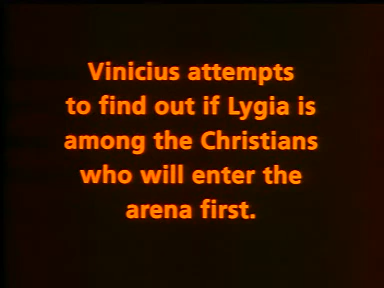 Vinicius attempts
to find out if Lygia is
among the Christians
who will enter the
arena first.